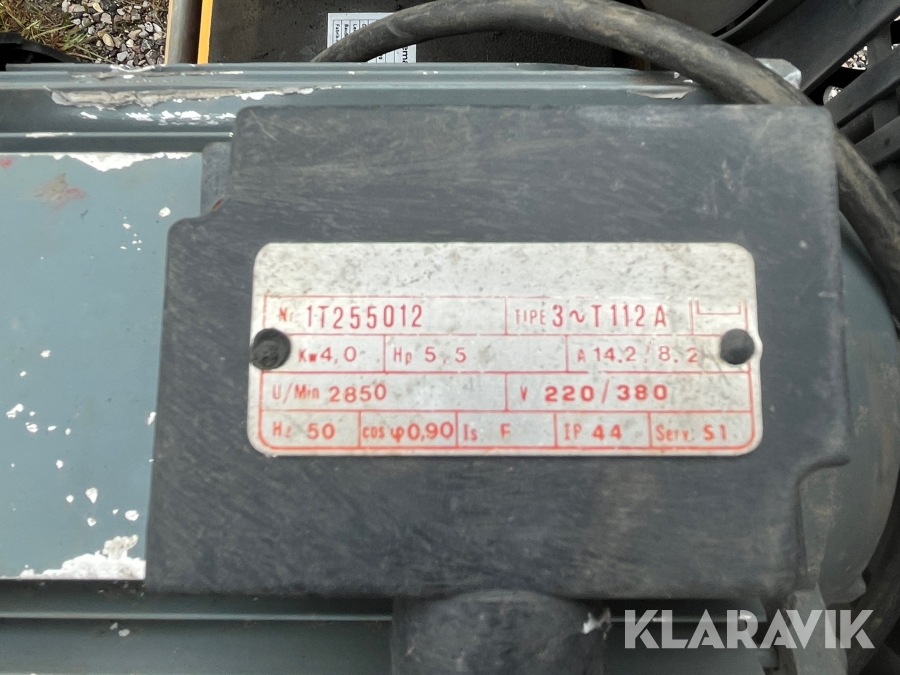 Nr. 1T255012 TIPE 3~T112A
Kw 4,0 Hp 5,5 A 14.2/8.2
U/Min 2850 V 220/380
Hz 50 cos φ 0,90 Is F IP 44 Serv. S1
KLARAVIK